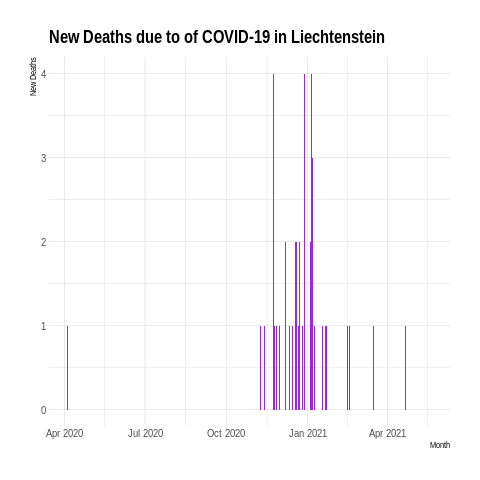 New Deaths due to of COVID-19 in Liechtenstein
New Deaths
4
3
2
1
0
Apr 2020 Jul 2020 Oct 2020 Jan 2021 Apr 2021
Month